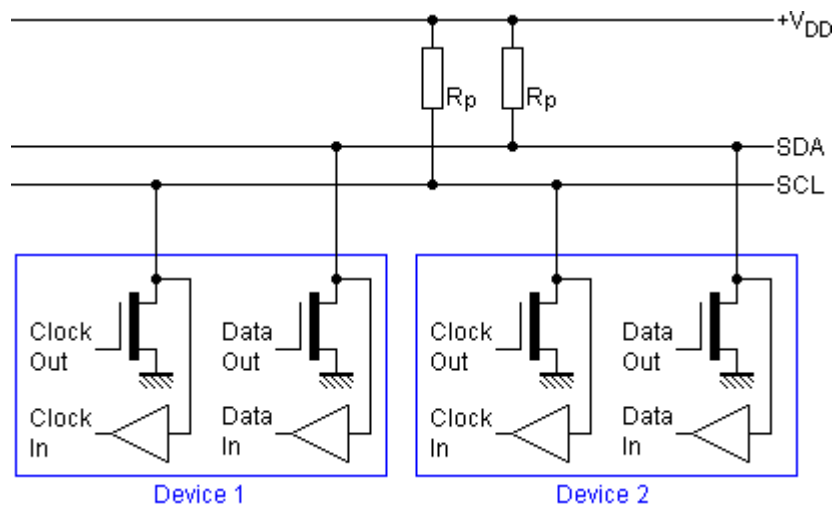 +VDD
Rp
Rp
SDA
SCL
Clock
Out
Data
Out
Clock
Out
Data
Out
Clock
In
Data
In
Clock
In
Data
In
Device 1
Device 2